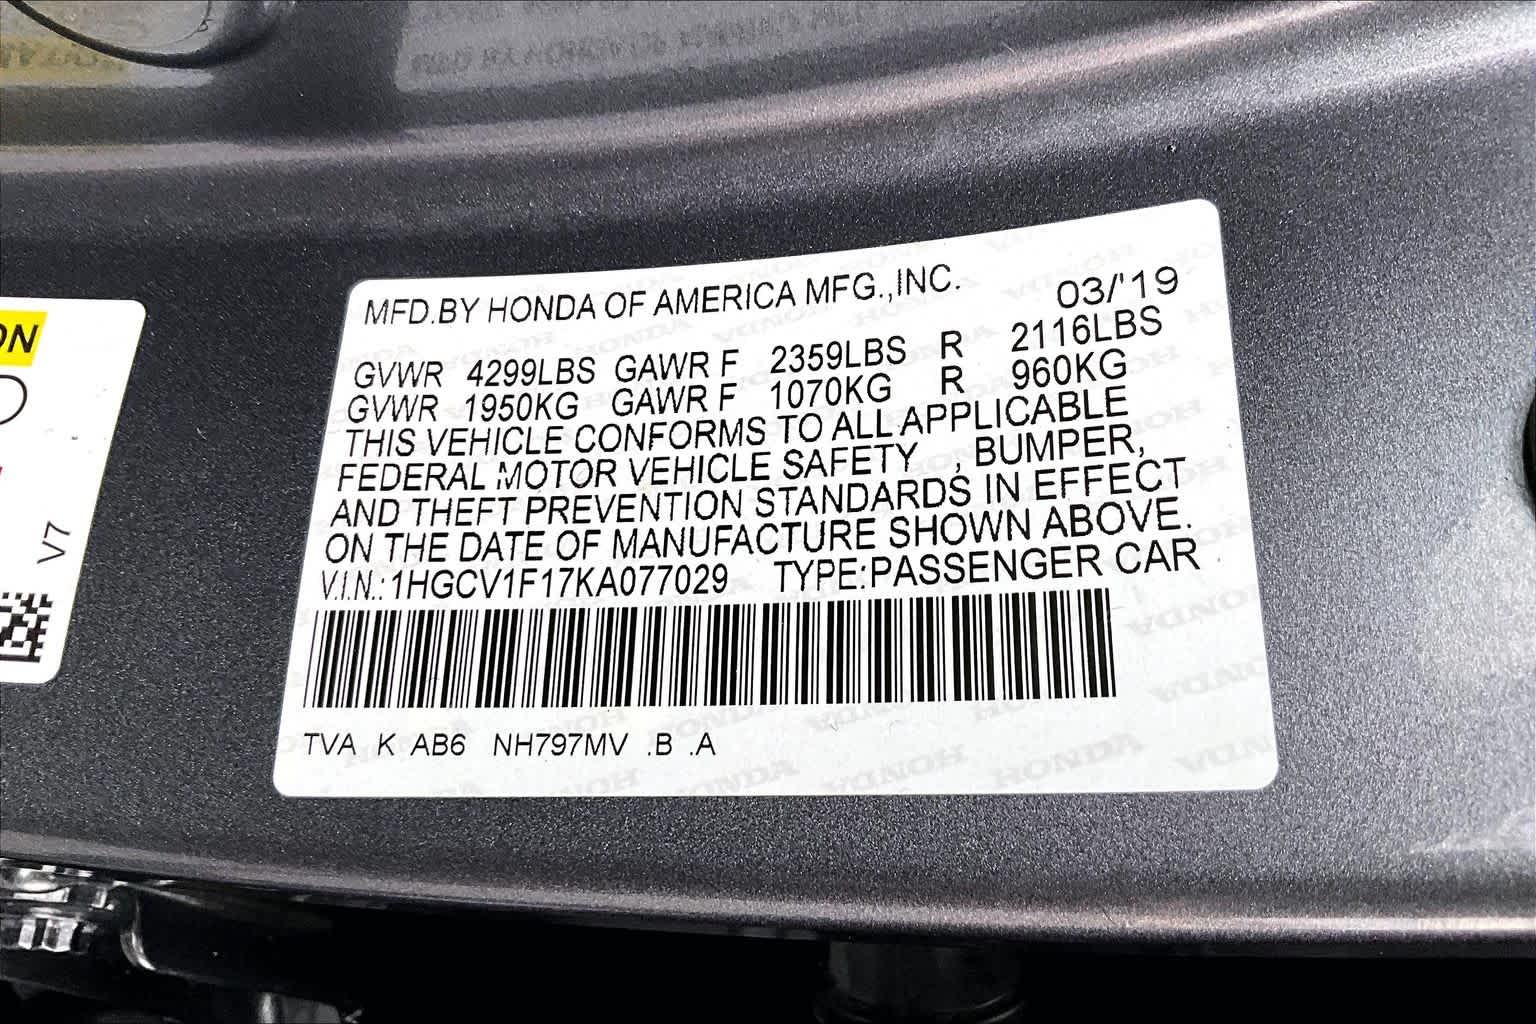 MFD.BY HONDA OF AMERICA MFG.,INC.
03/'19
GVWR 4299LBS GAWR F 2359LBS R 2116LBS
GVWR 1950KG GAWR F 1070KG R 960KG
THIS VEHICLE CONFORMS TO ALL APPLICABLE
FEDERAL MOTOR VEHICLE SAFETY , BUMPER,
AND THEFT PREVENTION STANDARDS IN EFFECT
ON THE DATE OF MANUFACTURE SHOWN ABOVE.
V.I.N.:1HGCV1F17KA077029 TYPE:PASSENGER CAR
TVA K AB6 NH797MV .B .A
V7